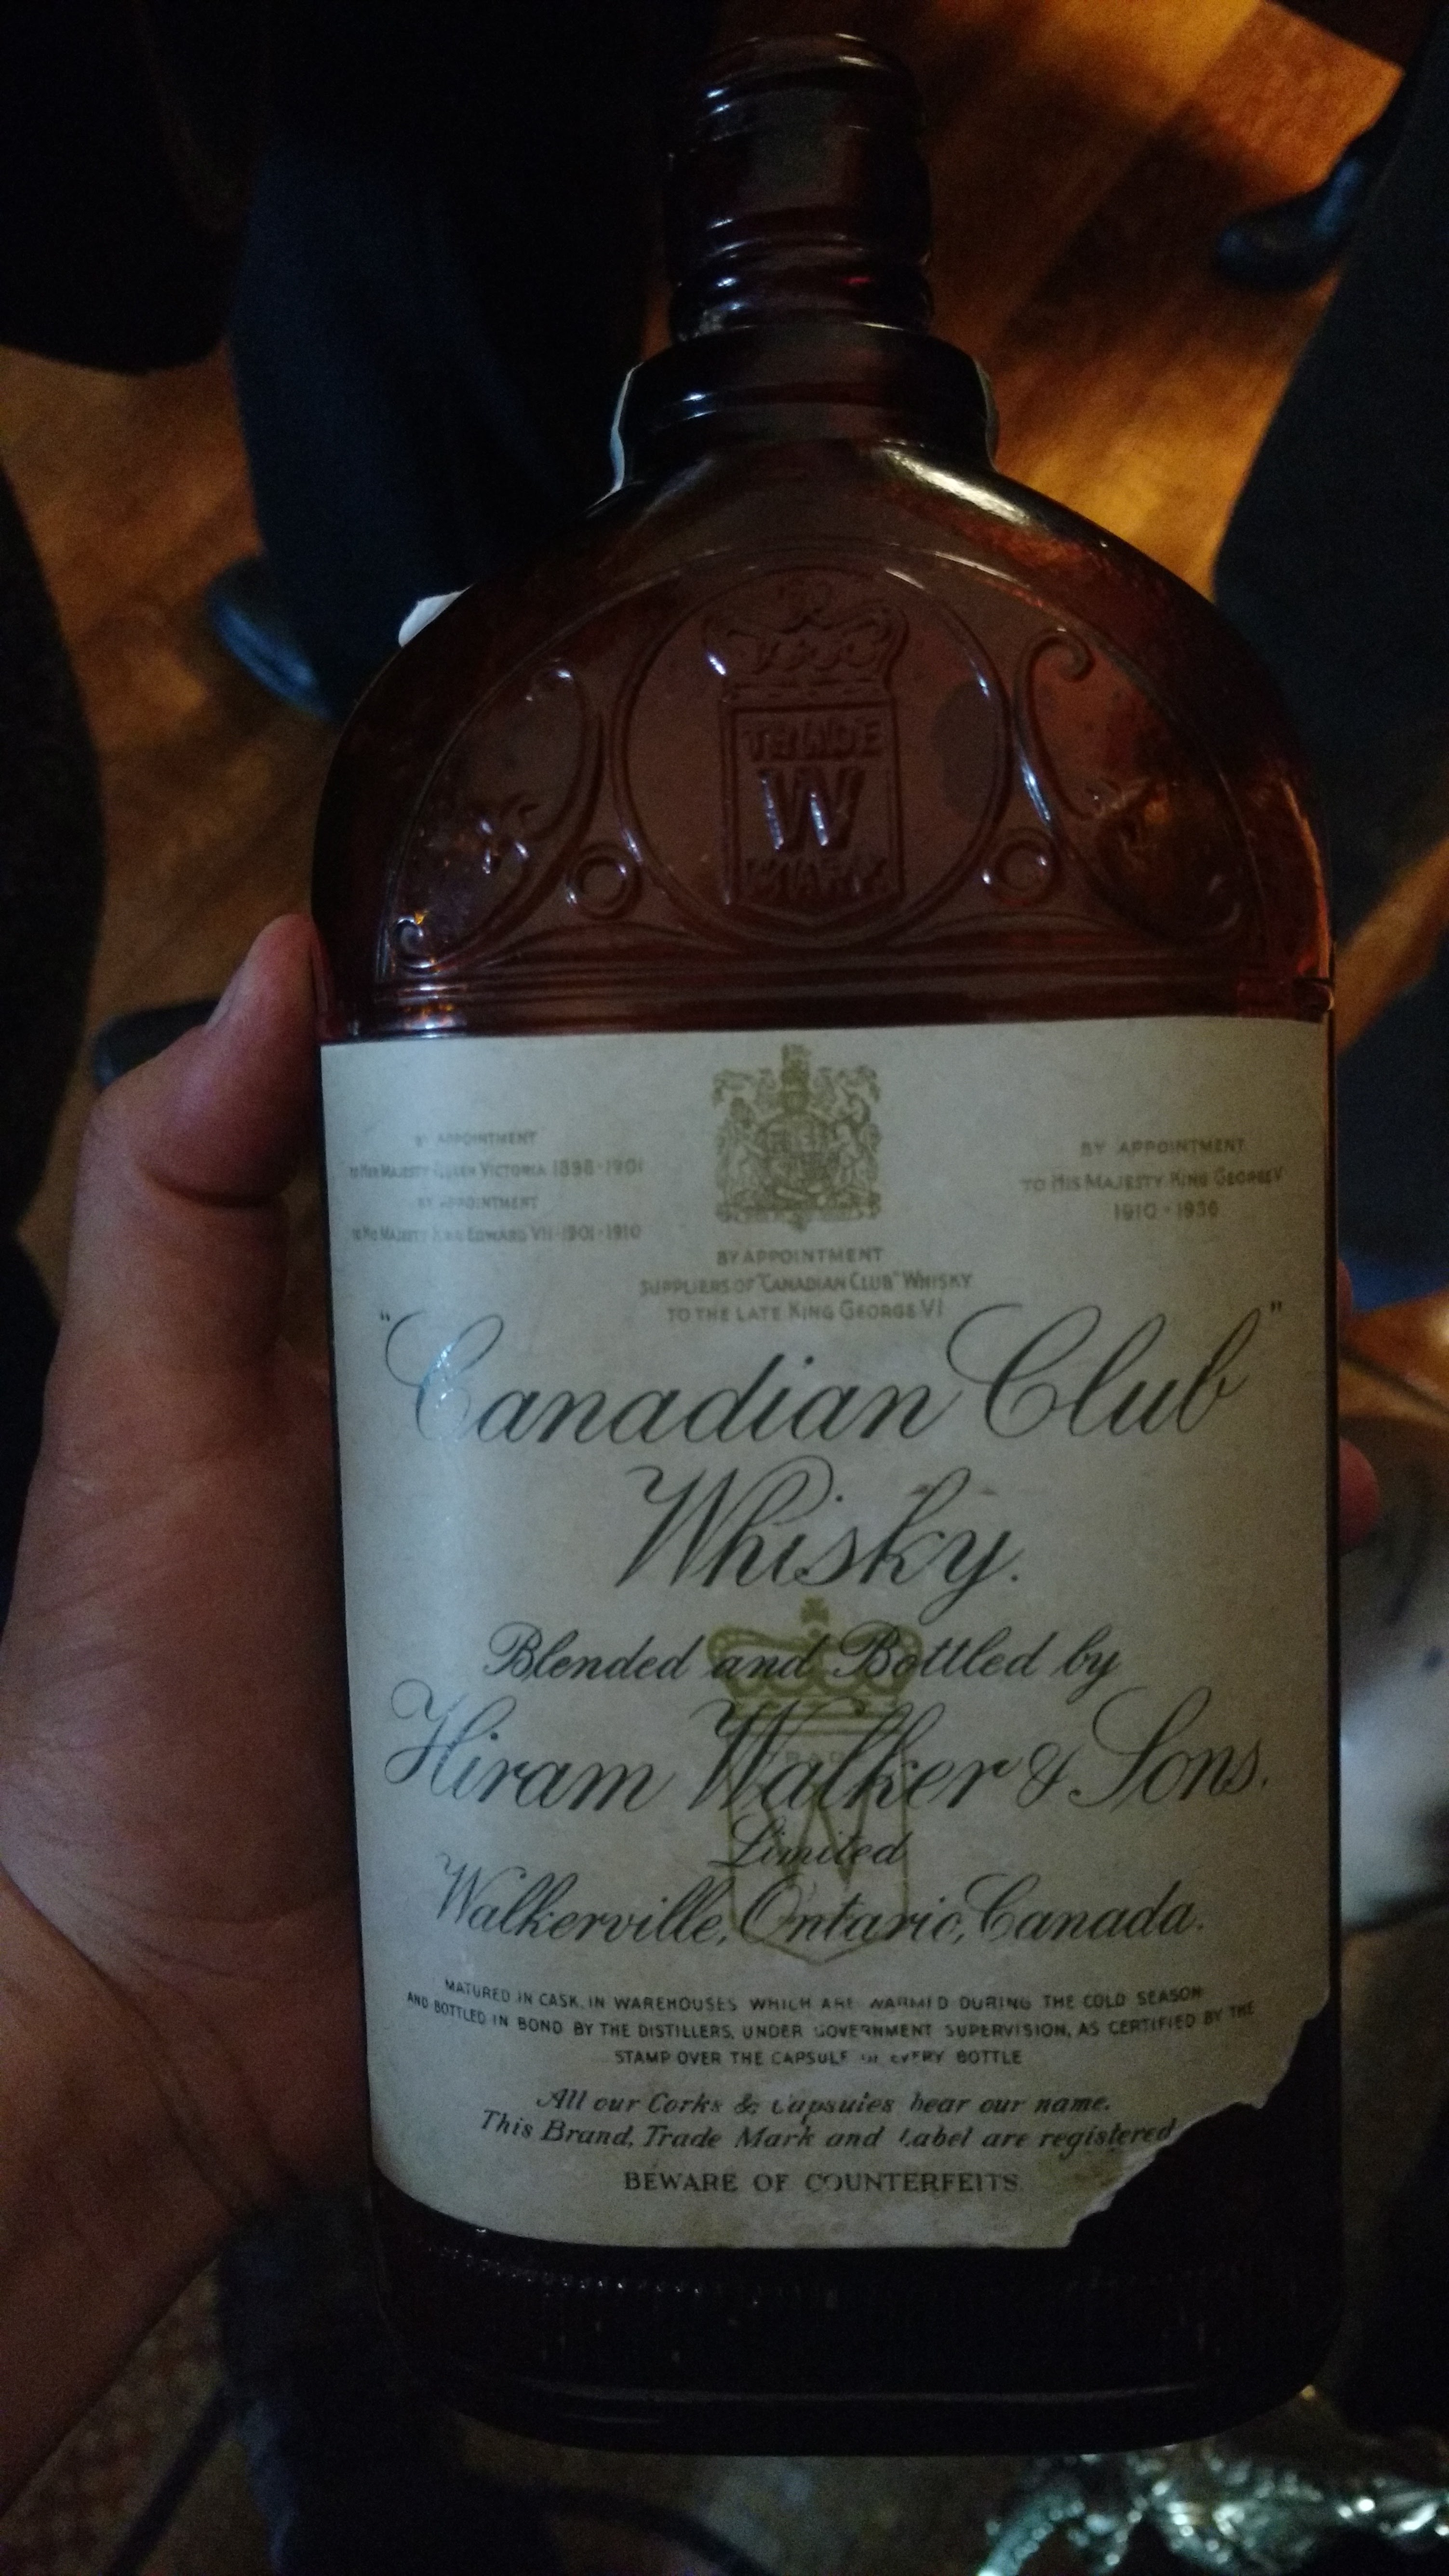 TRADE
W
MARK
BY APPOINTMENT
TO HER MAJESTY QUEEN VICTORIA 1898-1901
BY APPOINTMENT
TO HIS MAJESTY KING EDWARD VII-1901-1910
BY APPOINTMENT
TO HIS MAJESTY KING GEORGE V
1910-1936
BY APPOINTMENT
SUPPLIERS OF "CANADIAN CLUB" WHISKY
TO THE LATE KING GEORGE VI
"Canadian Club"
Whisky.
Blended and Bottled by
Hiram Walker & Sons.
Limited
Walkerville, Ontario, Canada.
MATURED IN CASK, IN WAREHOUSES WHICH ARE WARMED DURING THE COLD SEASON
AND BOTTLED IN BOND BY THE DISTILLERS, UNDER GOVERNMENT SUPERVISION, AS CERTIFIED BY THE
STAMP OVER THE CAPSULE OF EVERY BOTTLE
All our Corks & Capsules bear our name.
This Brand, Trade Mark and Label are registered
BEWARE OF COUNTERFEITS